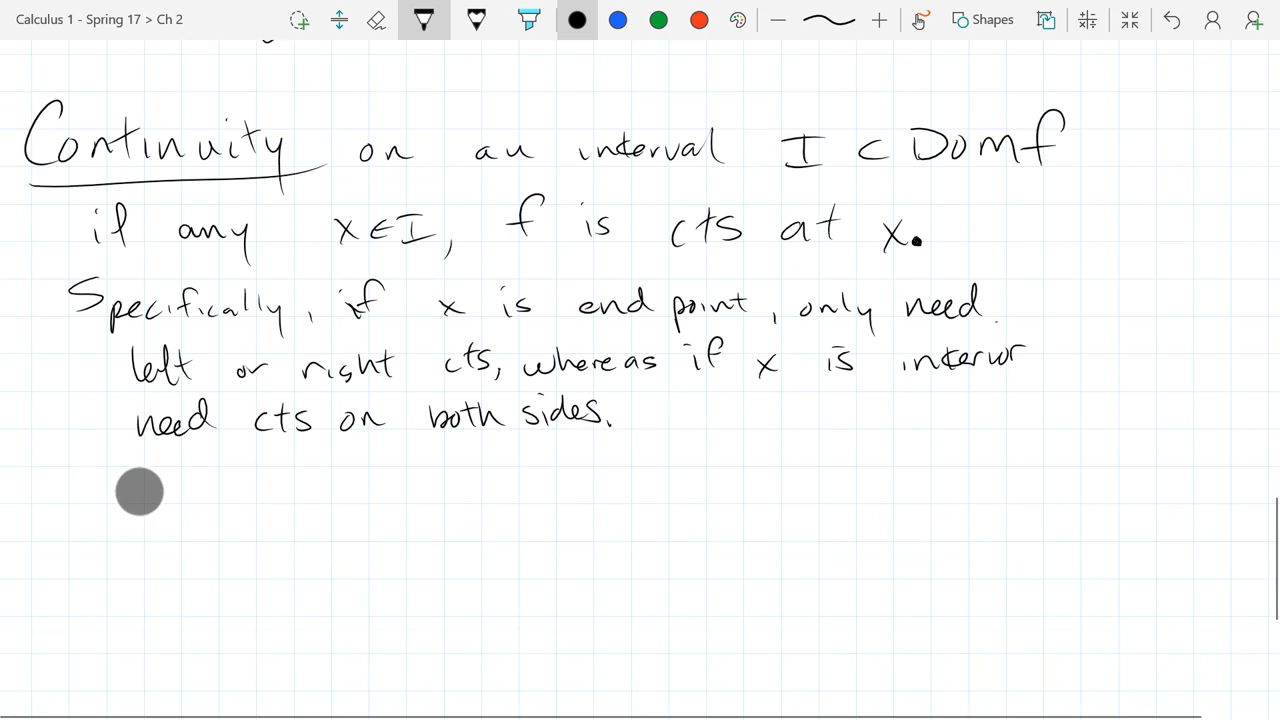 Calculus 1 - Spring 17 > Ch 2
Shapes
Continuity on an interval I ⊂ Domf
if any x∈I, f is cts at x.
Specifically, if x is end point, only need
left or right cts, whereas if x is interior
need cts on both sides.